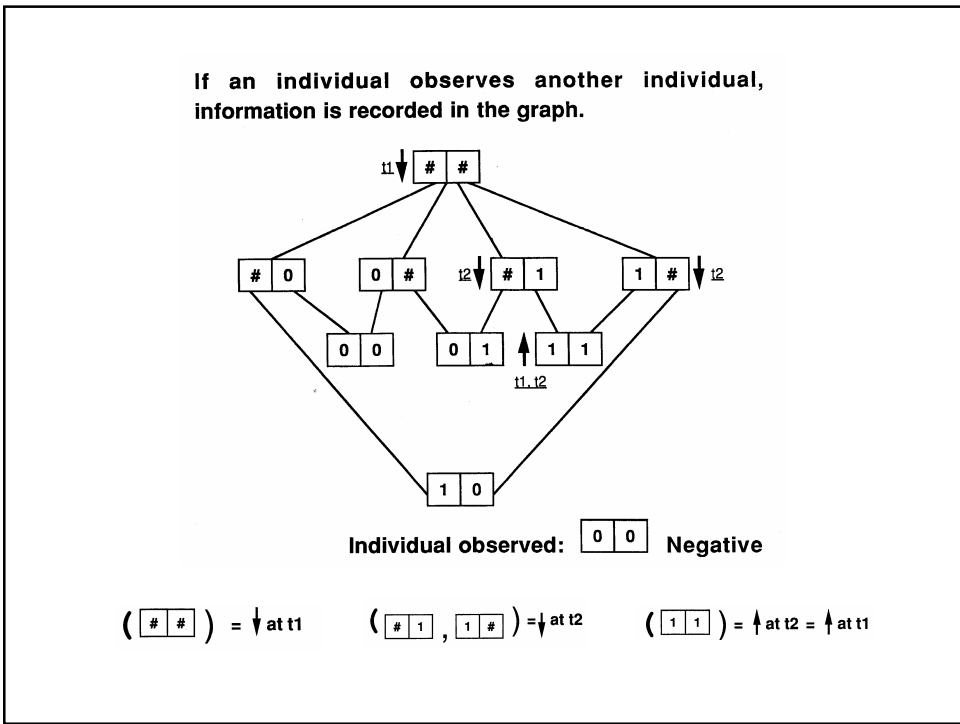 If an individual observes another individual,
information is recorded in the graph.
t1 # #
# 0 0 # t2 # 1 1 # t2
0 0 0 1 1 1
t1, t2
1 0
Individual observed: 0 0 Negative
( # # ) = ↓ at t1 ( # 1 , 1 # ) =↓ at t2 ( 1 1 ) = ↑ at t2 = ↑ at t1